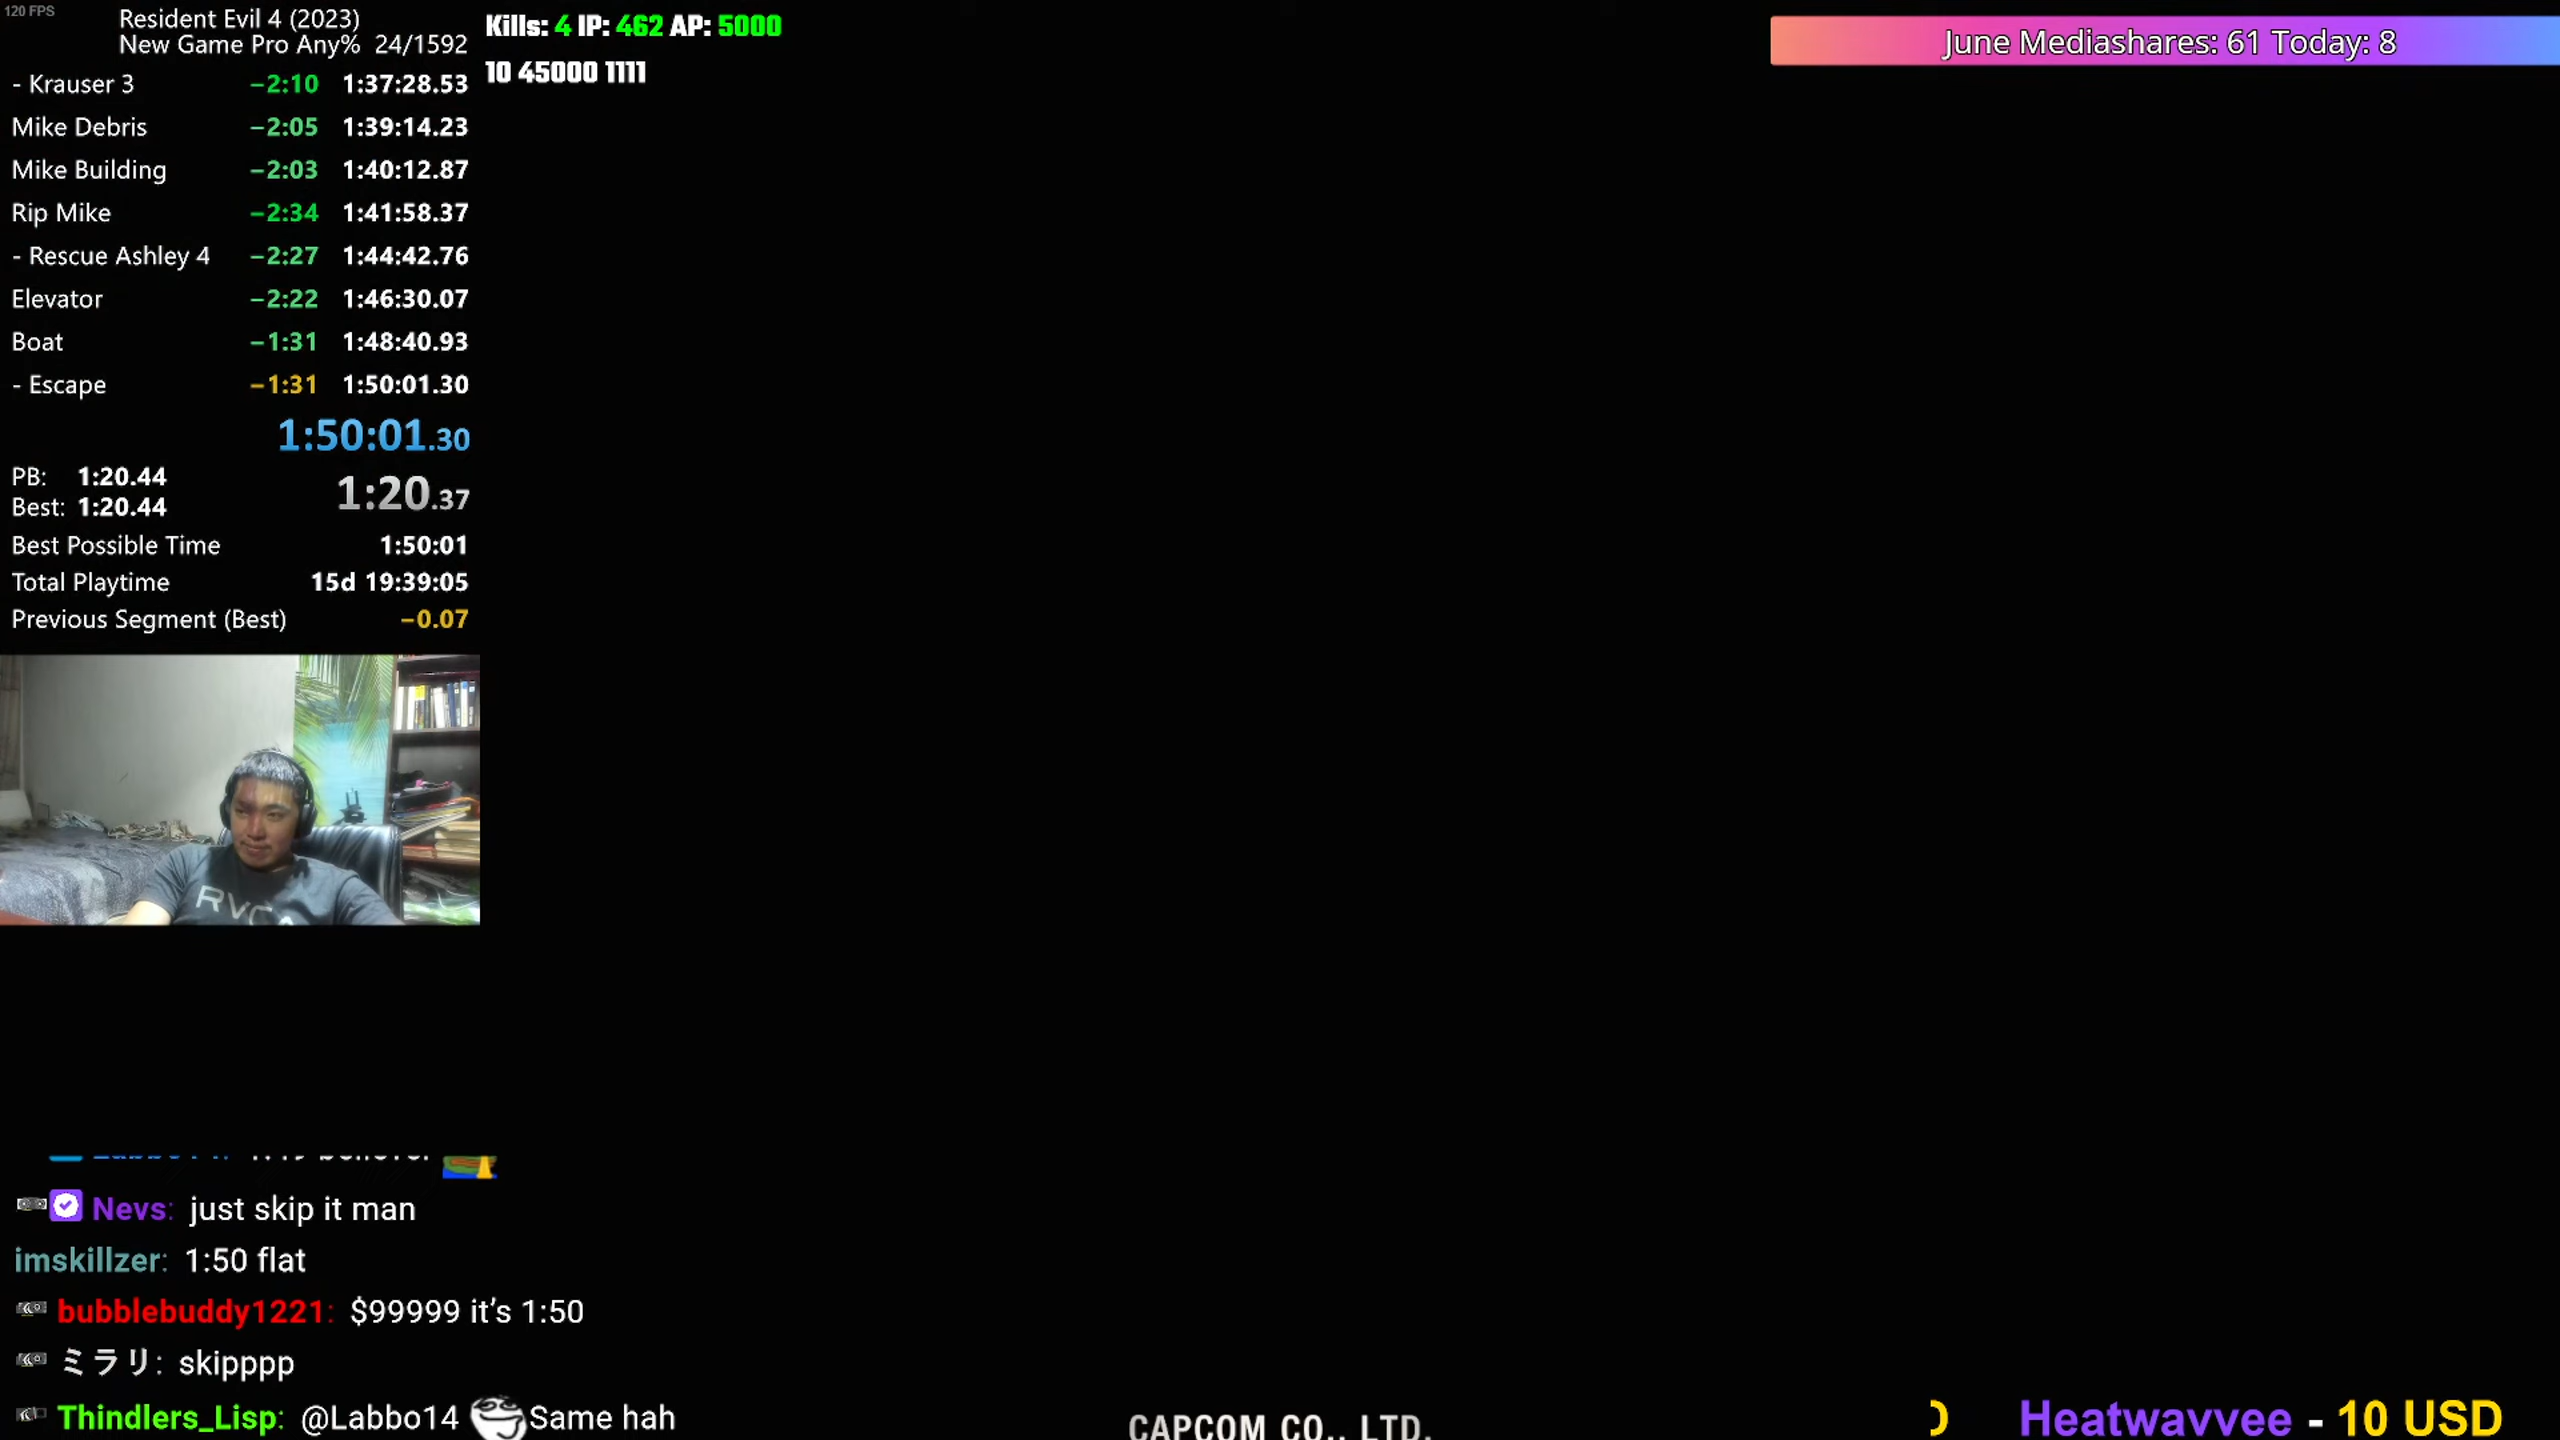 120 FPS
Resident Evil 4 (2023)
New Game Pro Any% 24/1592
Kills: 4 IP: 462 AP: 5000
10 45000 1111
June Mediashares: 61 Today: 8
- Krauser 3 −2:10 1:37:28.53
Mike Debris −2:05 1:39:14.23
Mike Building −2:03 1:40:12.87
Rip Mike −2:34 1:41:58.37
- Rescue Ashley 4 −2:27 1:44:42.76
Elevator −2:22 1:46:30.07
Boat −1:31 1:48:40.93
- Escape −1:31 1:50:01.30
1:50:01.30
PB: 1:20.44
Best: 1:20.44
1:20.37
Best Possible Time 1:50:01
Total Playtime 15d 19:39:05
Previous Segment (Best) −0.07
RVCA
Nevs: just skip it man
imskillzer: 1:50 flat
bubblebuddy1221: $99999 it’s 1:50
ミラリ: skipppp
Thindlers_Lisp: @Labbo14 Same hah
CAPCOM CO., LTD.
Heatwavvee - 10 USD